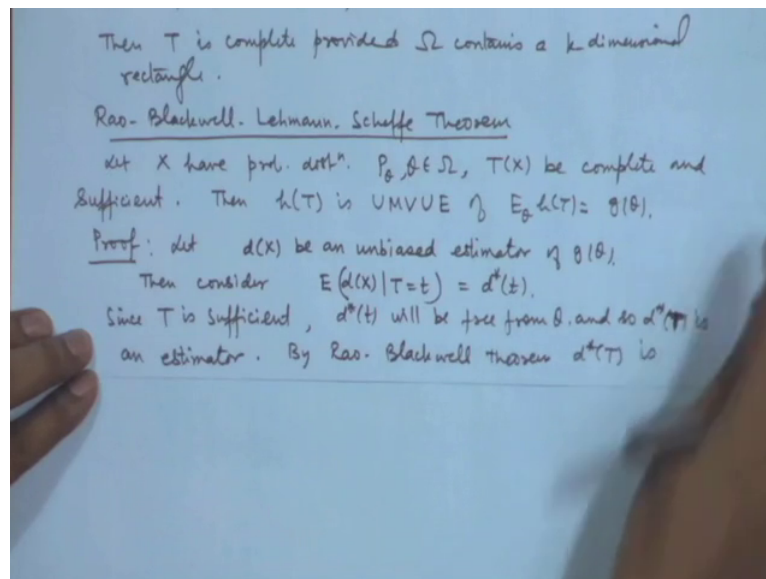 Then T is complete provided Ω contains a k dimensional
rectangle.
Rao-Blackwell-Lehmann-Scheffe Theorem
Let X have prob. distⁿ. P_θ, θ ∈ Ω, T(X) be complete and
Sufficient. Then h(T) is UMVUE of E_θ h(T) = g(θ).
Proof: Let d(X) be an unbiased estimator of g(θ).
Then consider E(d(X)|T=t) = d*(t).
Since T is sufficient, d*(t) will be free from θ. and so d*(T) is
an estimator. By Rao-Blackwell theorem d*(T) is